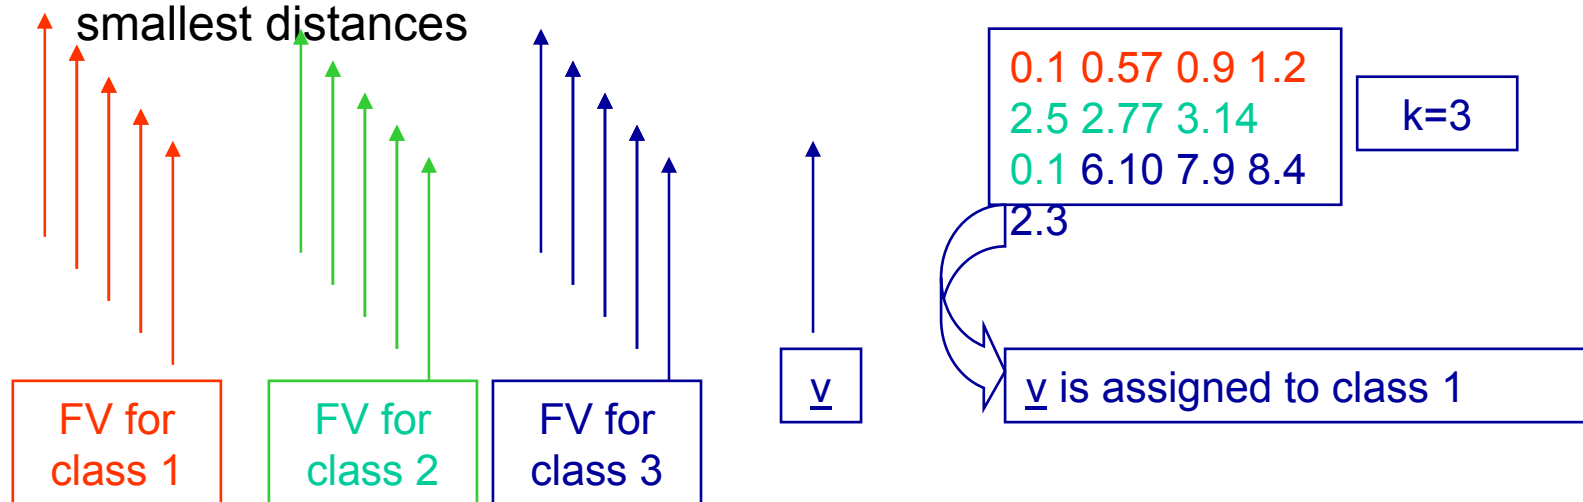 smallest distances
0.1 0.57 0.9 1.2
2.5 2.77 3.14
0.1 6.10 7.9 8.4
2.3
k=3
FV for
class 1
FV for
class 2
FV for
class 3
v
v is assigned to class 1